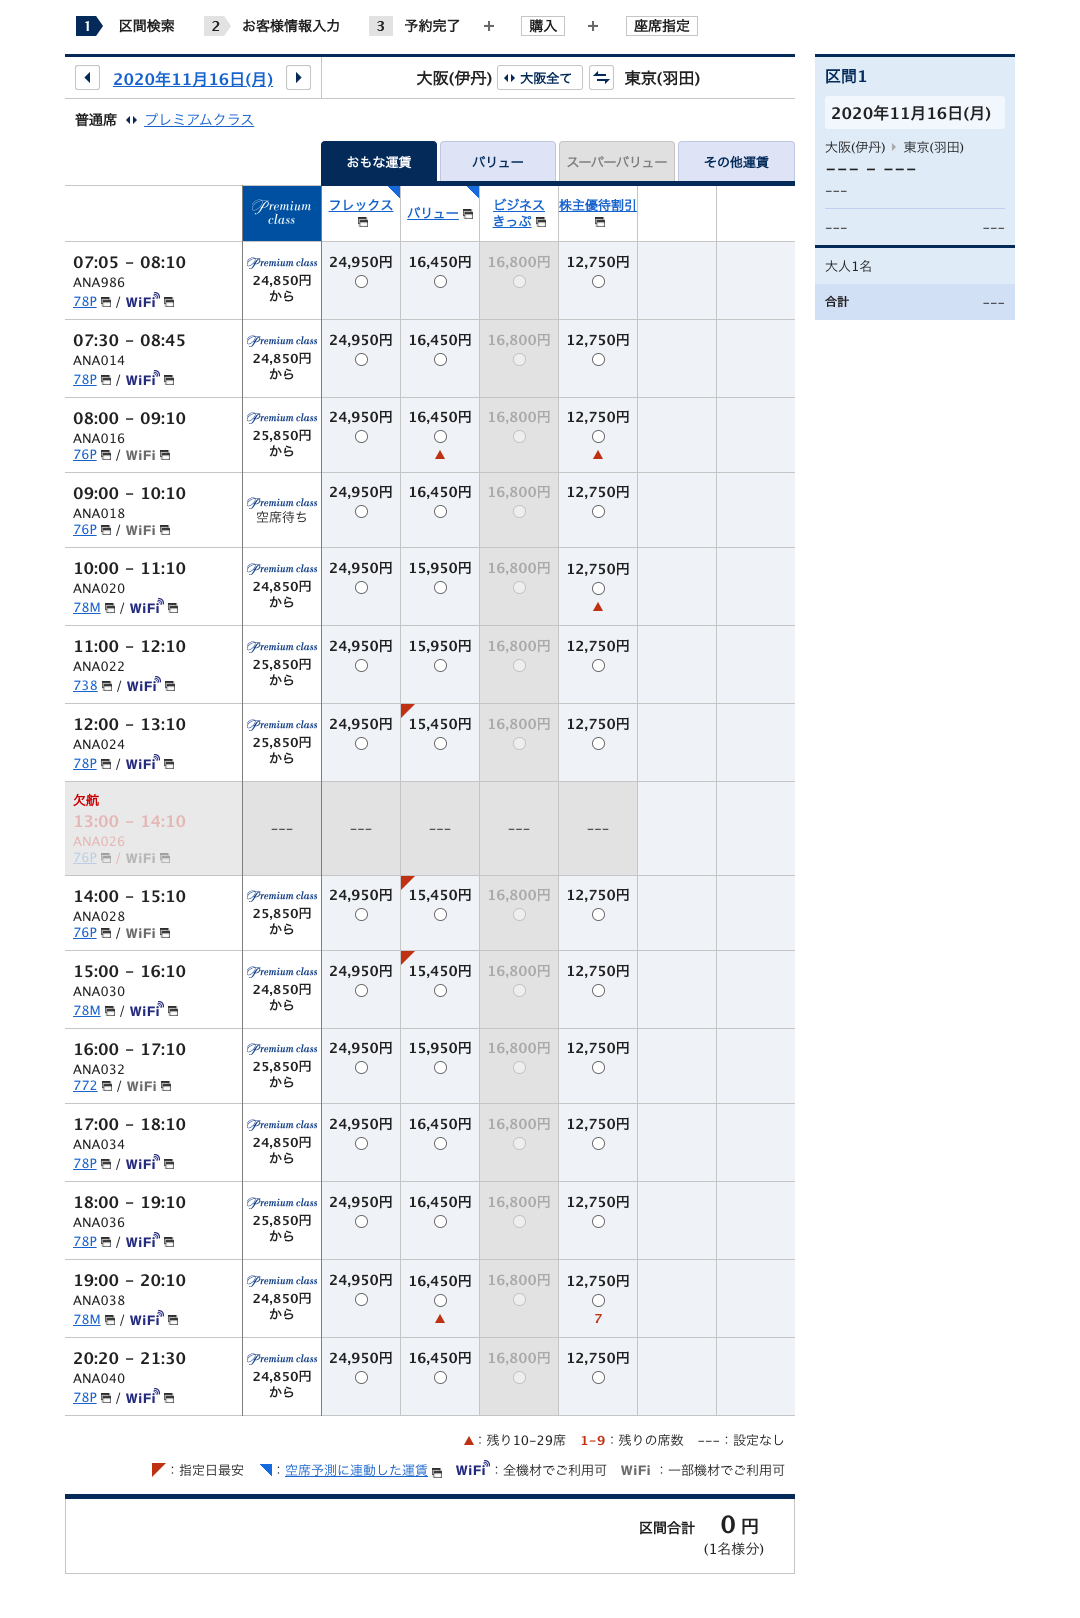 1 区間検索 2 お客様情報入力 3 予約完了 + 購入 + 座席指定
2020年11月16日(月) 大阪(伊丹) 大阪全て 東京(羽田)
普通席 プレミアムクラス
おもな運賃 バリュー スーパーバリュー その他運賃
Premium class フレックス バリュー ビジネスきっぷ 株主優待割引
07:05 - 08:10 Premium class 24,950円 16,450円 16,800円 12,750円
ANA986 24,850円
78P / WiFi から
07:30 - 08:45 Premium class 24,950円 16,450円 16,800円 12,750円
ANA014 24,850円
78P / WiFi から
08:00 - 09:10 Premium class 24,950円 16,450円 16,800円 12,750円
ANA016 25,850円
76P / WiFi から ▲ ▲
09:00 - 10:10 Premium class 24,950円 16,450円 16,800円 12,750円
ANA018 空席待ち
76P / WiFi
10:00 - 11:10 Premium class 24,950円 15,950円 16,800円 12,750円
ANA020 24,850円
78M / WiFi から ▲
11:00 - 12:10 Premium class 24,950円 15,950円 16,800円 12,750円
ANA022 25,850円
738 / WiFi から
12:00 - 13:10 Premium class 24,950円 15,450円 16,800円 12,750円
ANA024 25,850円
78P / WiFi から
欠航
13:00 - 14:10 --- --- --- --- ---
ANA026
76P / WiFi
14:00 - 15:10 Premium class 24,950円 15,450円 16,800円 12,750円
ANA028 25,850円
76P / WiFi から
15:00 - 16:10 Premium class 24,950円 15,450円 16,800円 12,750円
ANA030 24,850円
78M / WiFi から
16:00 - 17:10 Premium class 24,950円 15,950円 16,800円 12,750円
ANA032 25,850円
772 / WiFi から
17:00 - 18:10 Premium class 24,950円 16,450円 16,800円 12,750円
ANA034 24,850円
78P / WiFi から
18:00 - 19:10 Premium class 24,950円 16,450円 16,800円 12,750円
ANA036 25,850円
78P / WiFi から
19:00 - 20:10 Premium class 24,950円 16,450円 16,800円 12,750円
ANA038 24,850円
78M / WiFi から ▲ 7
20:20 - 21:30 Premium class 24,950円 16,450円 16,800円 12,750円
ANA040 24,850円
78P / WiFi から
▲：残り10-29席 1-9：残りの席数 ---：設定なし
：指定日最安 ：空席予測に連動した運賃 WiFi：全機材でご利用可 WiFi：一部機材でご利用可
区間合計 0 円
(1名様分)
区間1
2020年11月16日(月)
大阪(伊丹) 東京(羽田)
--- - ---
---
--- ---
大人1名
合計 ---